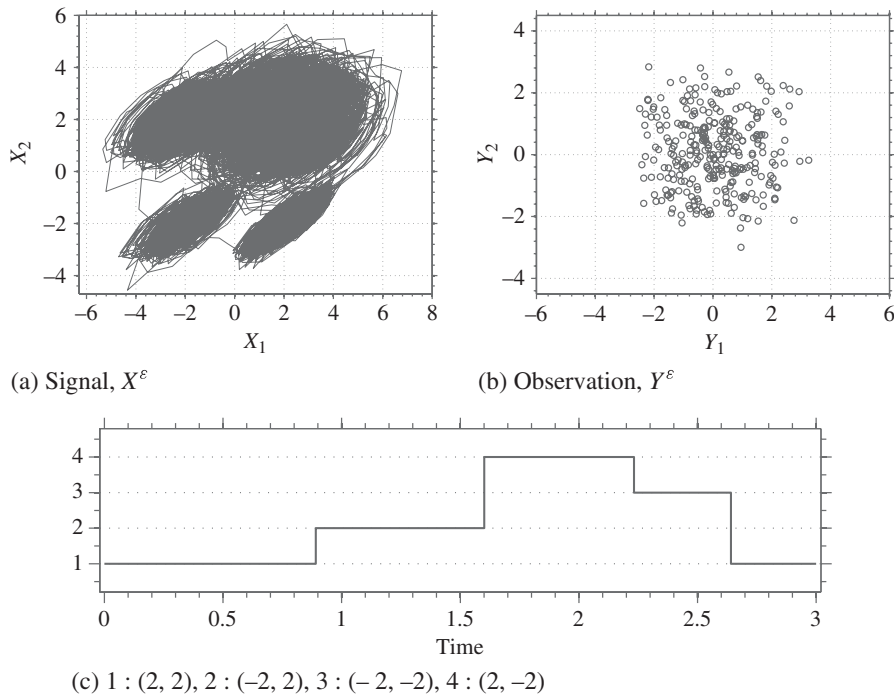 6
4
2
0
−2
−4
X₂
−6 −4 −2 0 2 4 6 8
X₁
(a) Signal, Xᵋ
4
2
0
−2
−4
Y₂
−6 −4 −2 0 2 4 6
Y₁
(b) Observation, Yᵋ
4
3
2
1
0 0.5 1 1.5 2 2.5 3
Time
(c) 1 : (2, 2), 2 : (−2, 2), 3 : (− 2, −2), 4 : (2, −2)